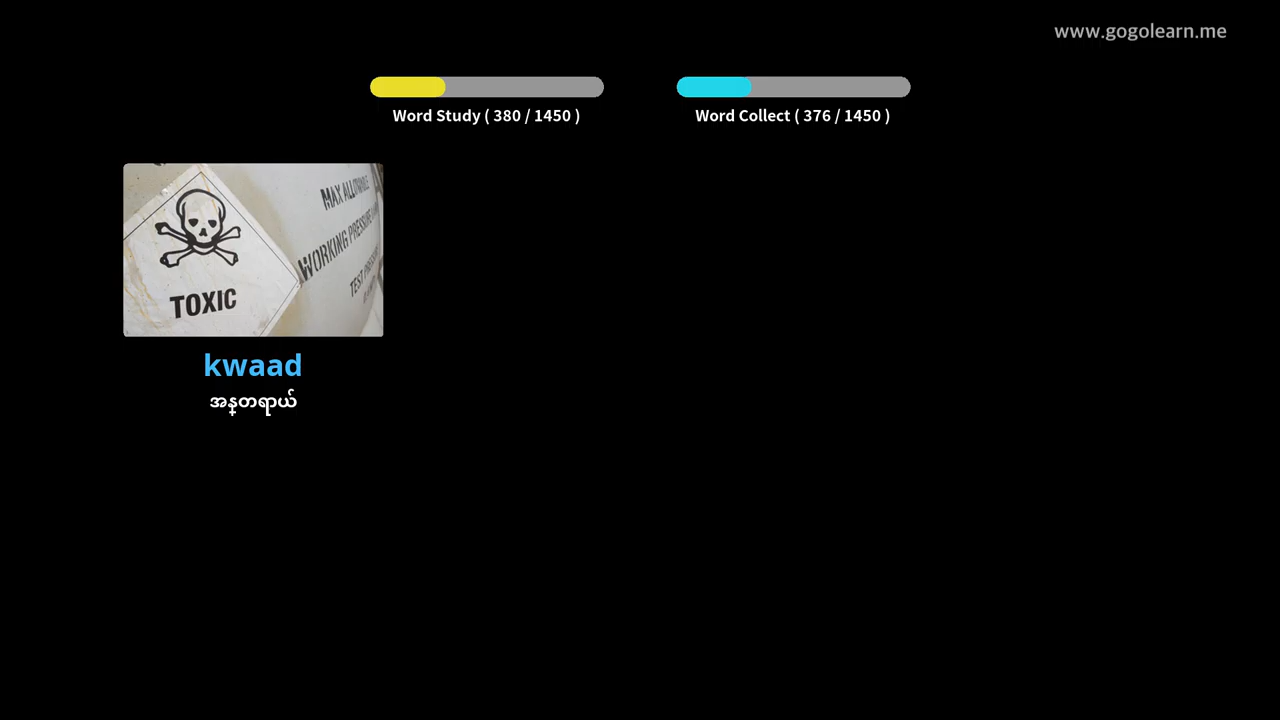 www.gogolearn.me
Word Study ( 380 / 1450 )
Word Collect ( 376 / 1450 )
MAX ALLOWABLE
WORKING PRESSURE
TEST
TOXIC
kwaad
အန္တရာယ်